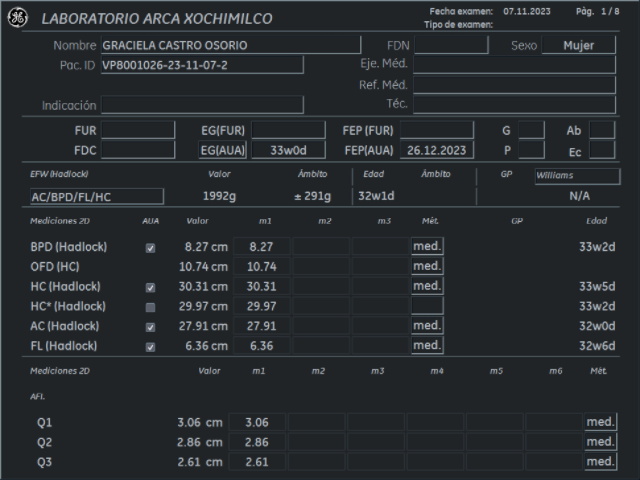 LABORATORIO ARCA XOCHIMILCO Fecha examen: 07.11.2023 Pàg. 1 / 8
Tipo de examen:
Nombre GRACIELA CASTRO OSORIO FDN Sexo Mujer
Pac. ID VPB001026-23-11-07-2 Eje. Méd.
Ref. Méd.
Indicación Téc.
FUR EG(FUR) FEP (FUR) G Ab
FDC EG(AUA) 33w0d FEP(AUA) 26.12.2023 P Ec
EFW (Hadlock) Valor Ámbito Edad Ámbito GP Williams
AC/BPD/FL/HC 1992g ± 291g 32w1d N/A
Mediciones 2D AUA Valor m1 m2 m3 Mét. GP Edad
BPD (Hadlock) 8.27 cm 8.27 med. 33w2d
OFD (HC) 10.74 cm 10.74 med.
HC (Hadlock) 30.31 cm 30.31 med. 33w5d
HC* (Hadlock) 29.97 cm 29.97 33w2d
AC (Hadlock) 27.91 cm 27.91 med. 32w0d
FL (Hadlock) 6.36 cm 6.36 med. 32w6d
Mediciones 2D Valor m1 m2 m3 m4 m5 m6 Mét.
AFI.
Q1 3.06 cm 3.06 med.
Q2 2.86 cm 2.86 med.
Q3 2.61 cm 2.61 med.